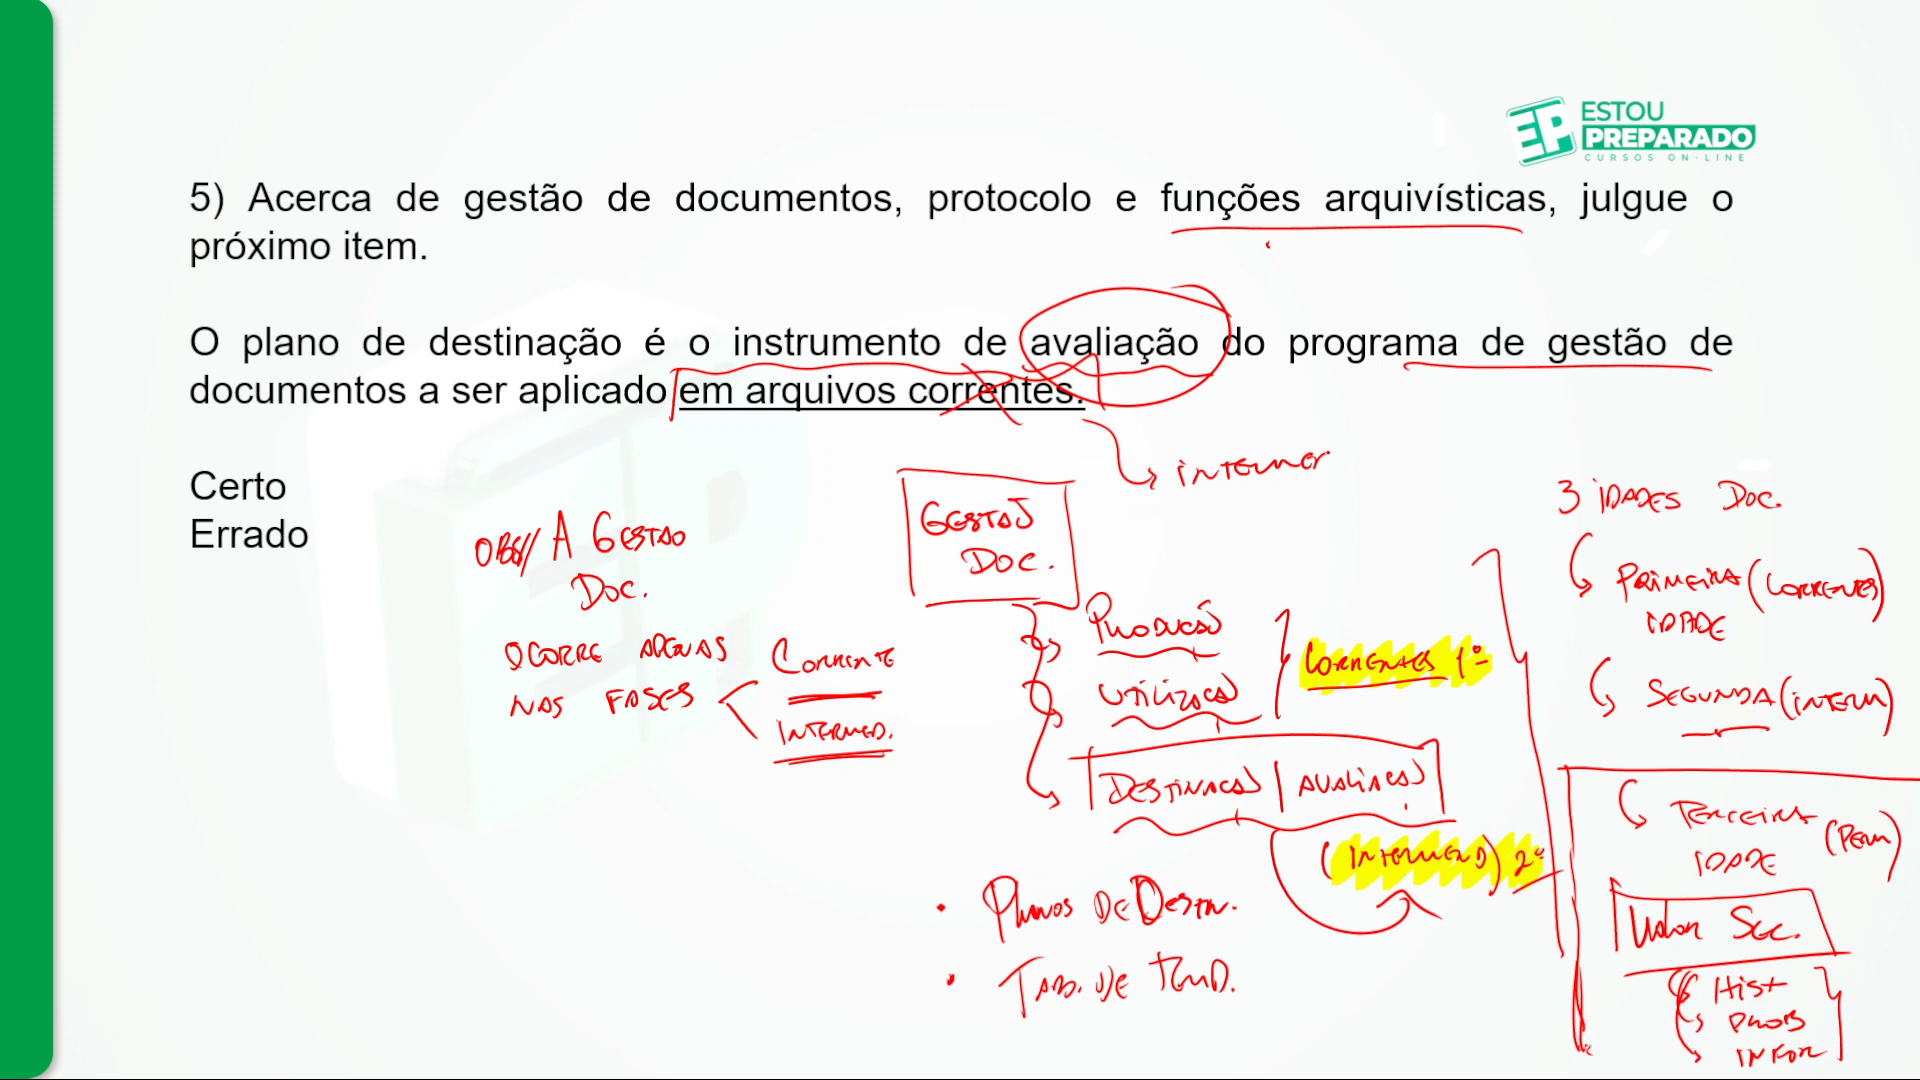 ESTOU
EP PREPARADO
CURSOS ON-LINE
5) Acerca de gestão de documentos, protocolo e funções arquivísticas, julgue o
próximo item.
O plano de destinação é o instrumento de avaliação do programa de gestão de
documentos a ser aplicado em arquivos correntes.
Certo
Errado
INTERMER
OBS// A GESTÃO
DOC.
OCORRE APENAS
NAS FASES
CORRENTE
INTERMED.
GESTÃO
DOC.
PRODUÇÃO
UTILIZAÇÃO
CORRENTES 1ª
DESTINAÇÃO | AVALIAÇÃO
(INTERMED) 2ª
• PLANOS DE DESTIN.
• TAB. DE TEMP.
3 IDADES DOC.
PRIMEIRA (CORRENTES)
IDADE
SEGUNDA (INTERM)
TERCEIRA (PERM)
IDADE
VALOR SEC.
HIST
PROB
INFOR